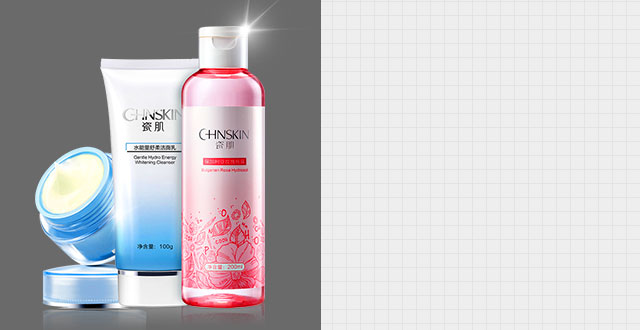 CHNSKIN
瓷肌
水能量舒柔洁面乳
Gentle Hydro Energy
Whitening Cleanser
净含量: 100g
CHNSKIN
瓷肌
Bulgarian Rose Hydrosol
净含量: 200ml